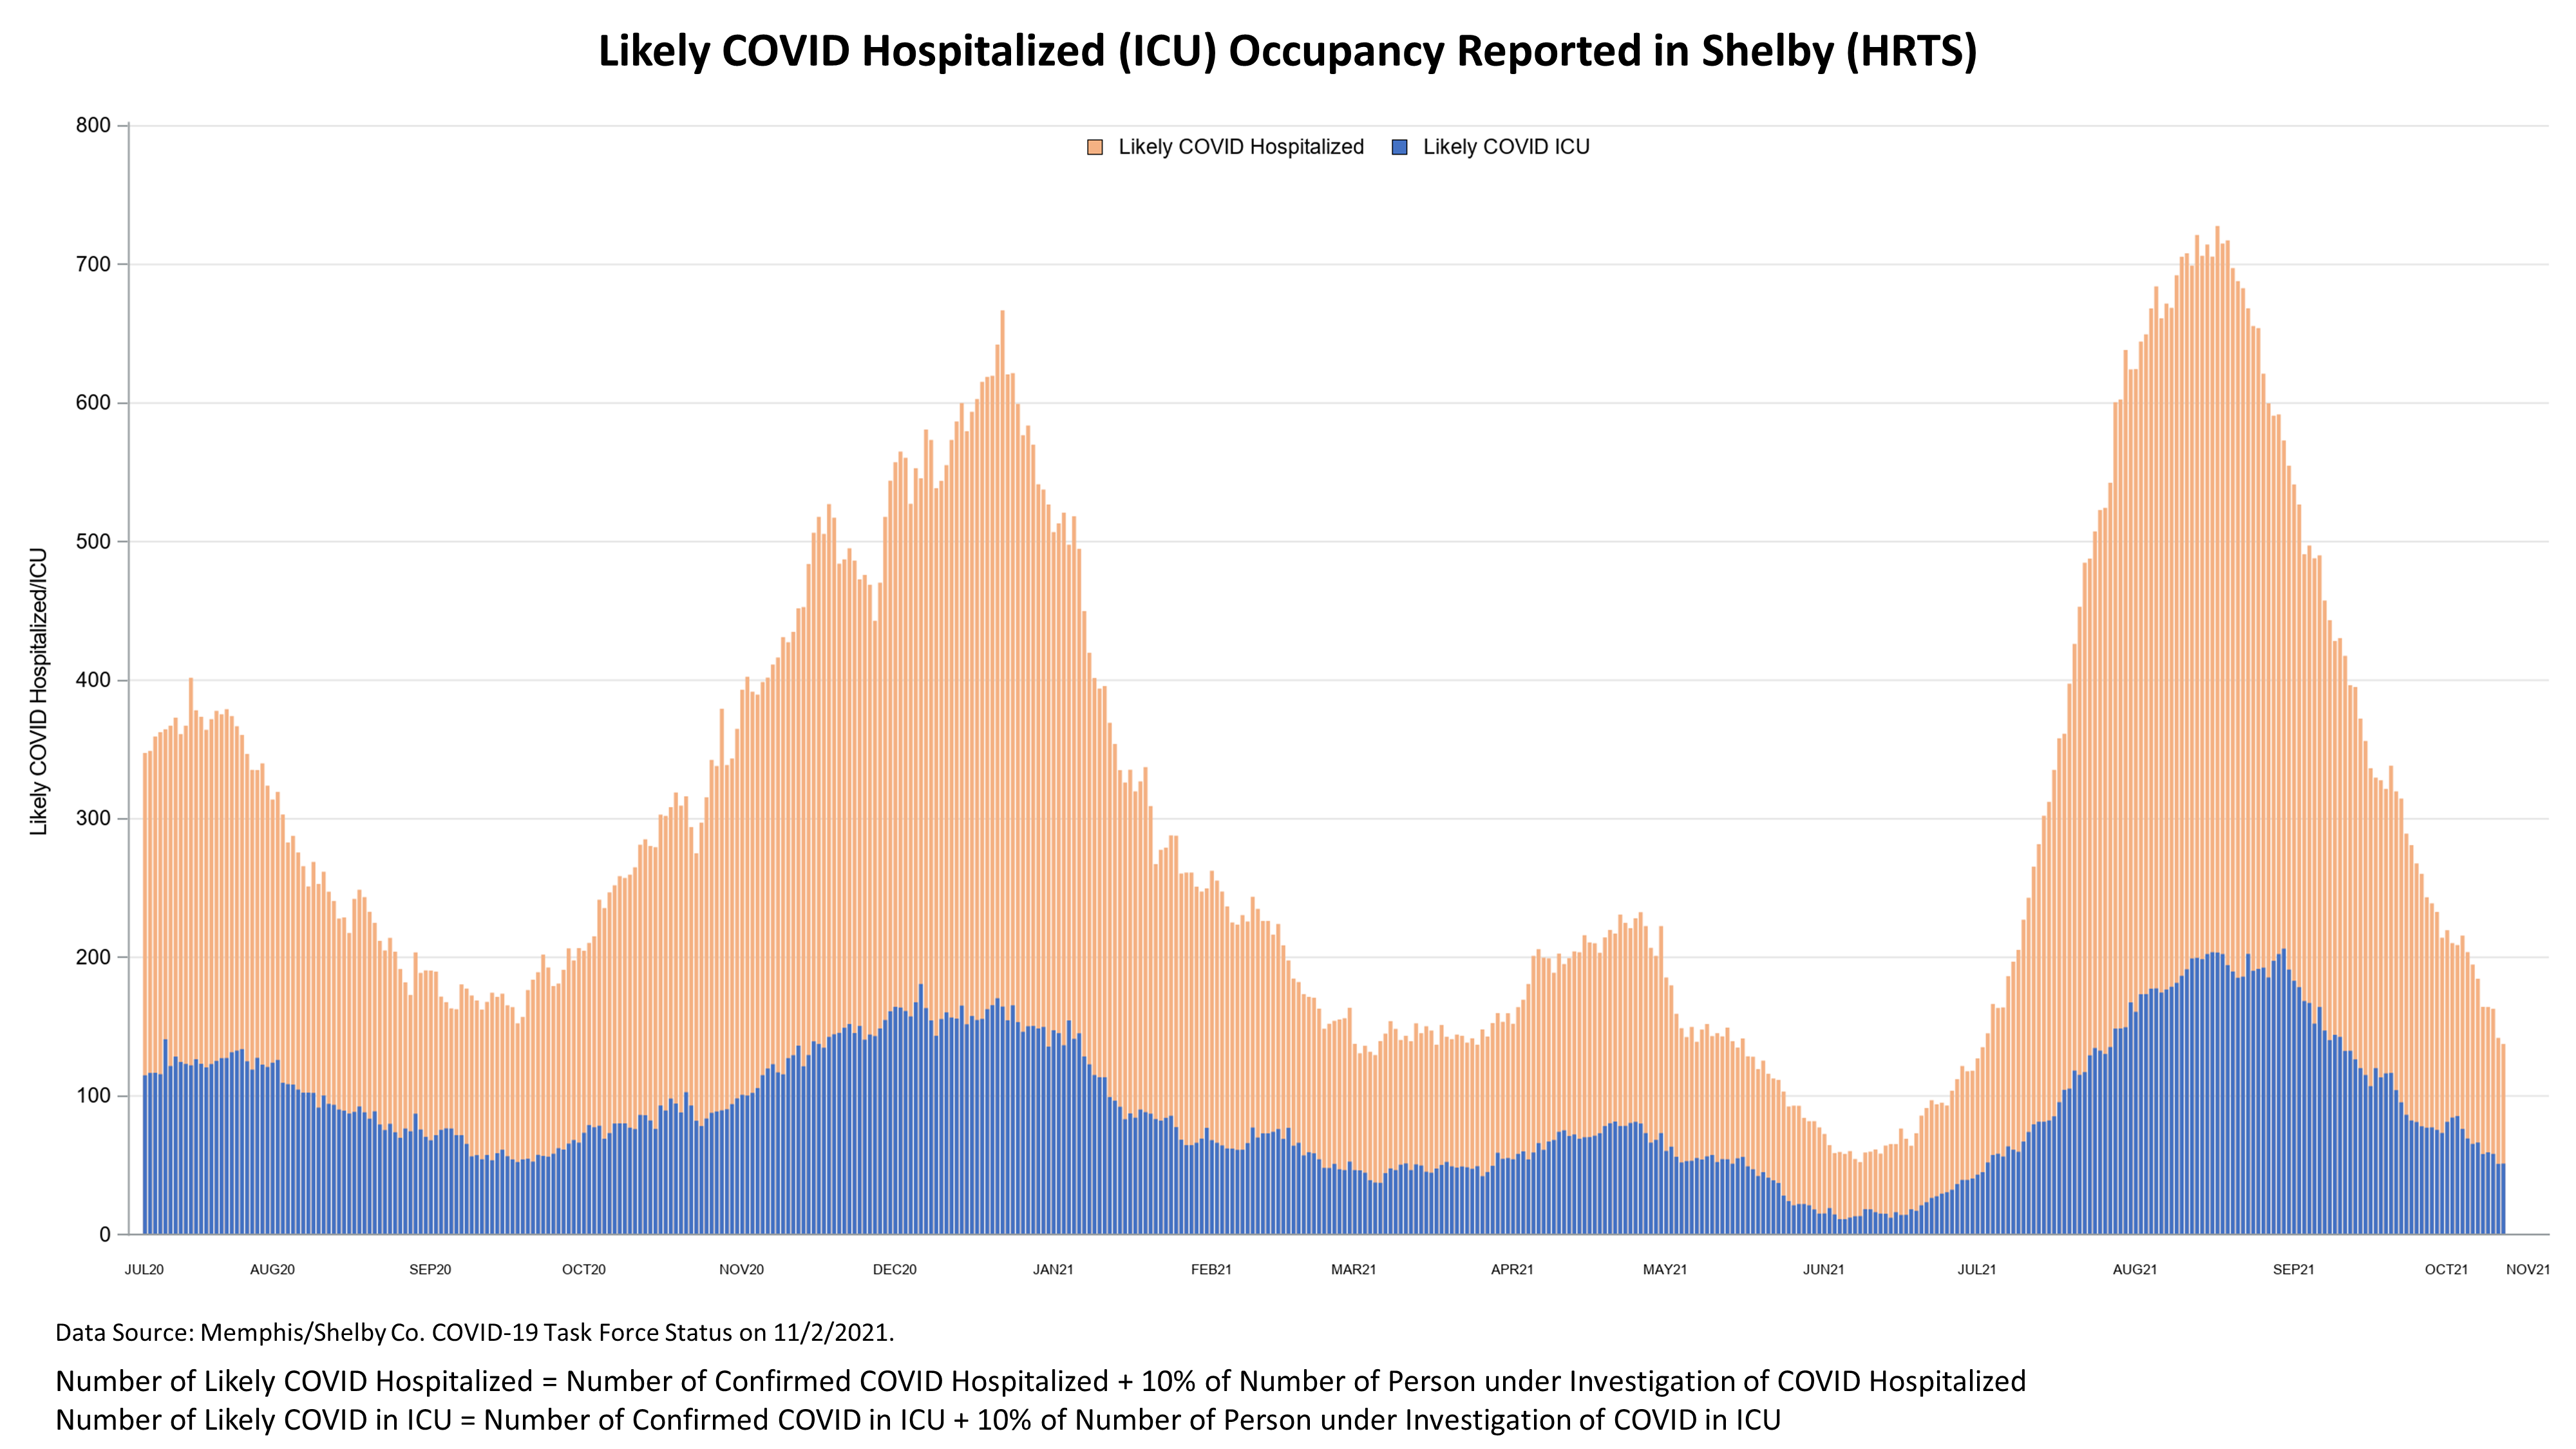 Likely COVID Hospitalized (ICU) Occupancy Reported in Shelby (HRTS)
Likely COVID Hospitalized Likely COVID ICU
Likely COVID Hospitalized/ICU
800
700
600
500
400
300
200
100
0
JUL20 AUG20 SEP20 OCT20 NOV20 DEC20 JAN21 FEB21 MAR21 APR21 MAY21 JUN21 JUL21 AUG21 SEP21 OCT21 NOV21
Data Source: Memphis/Shelby Co. COVID-19 Task Force Status on 11/2/2021.
Number of Likely COVID Hospitalized = Number of Confirmed COVID Hospitalized + 10% of Number of Person under Investigation of COVID Hospitalized
Number of Likely COVID in ICU = Number of Confirmed COVID in ICU + 10% of Number of Person under Investigation of COVID in ICU